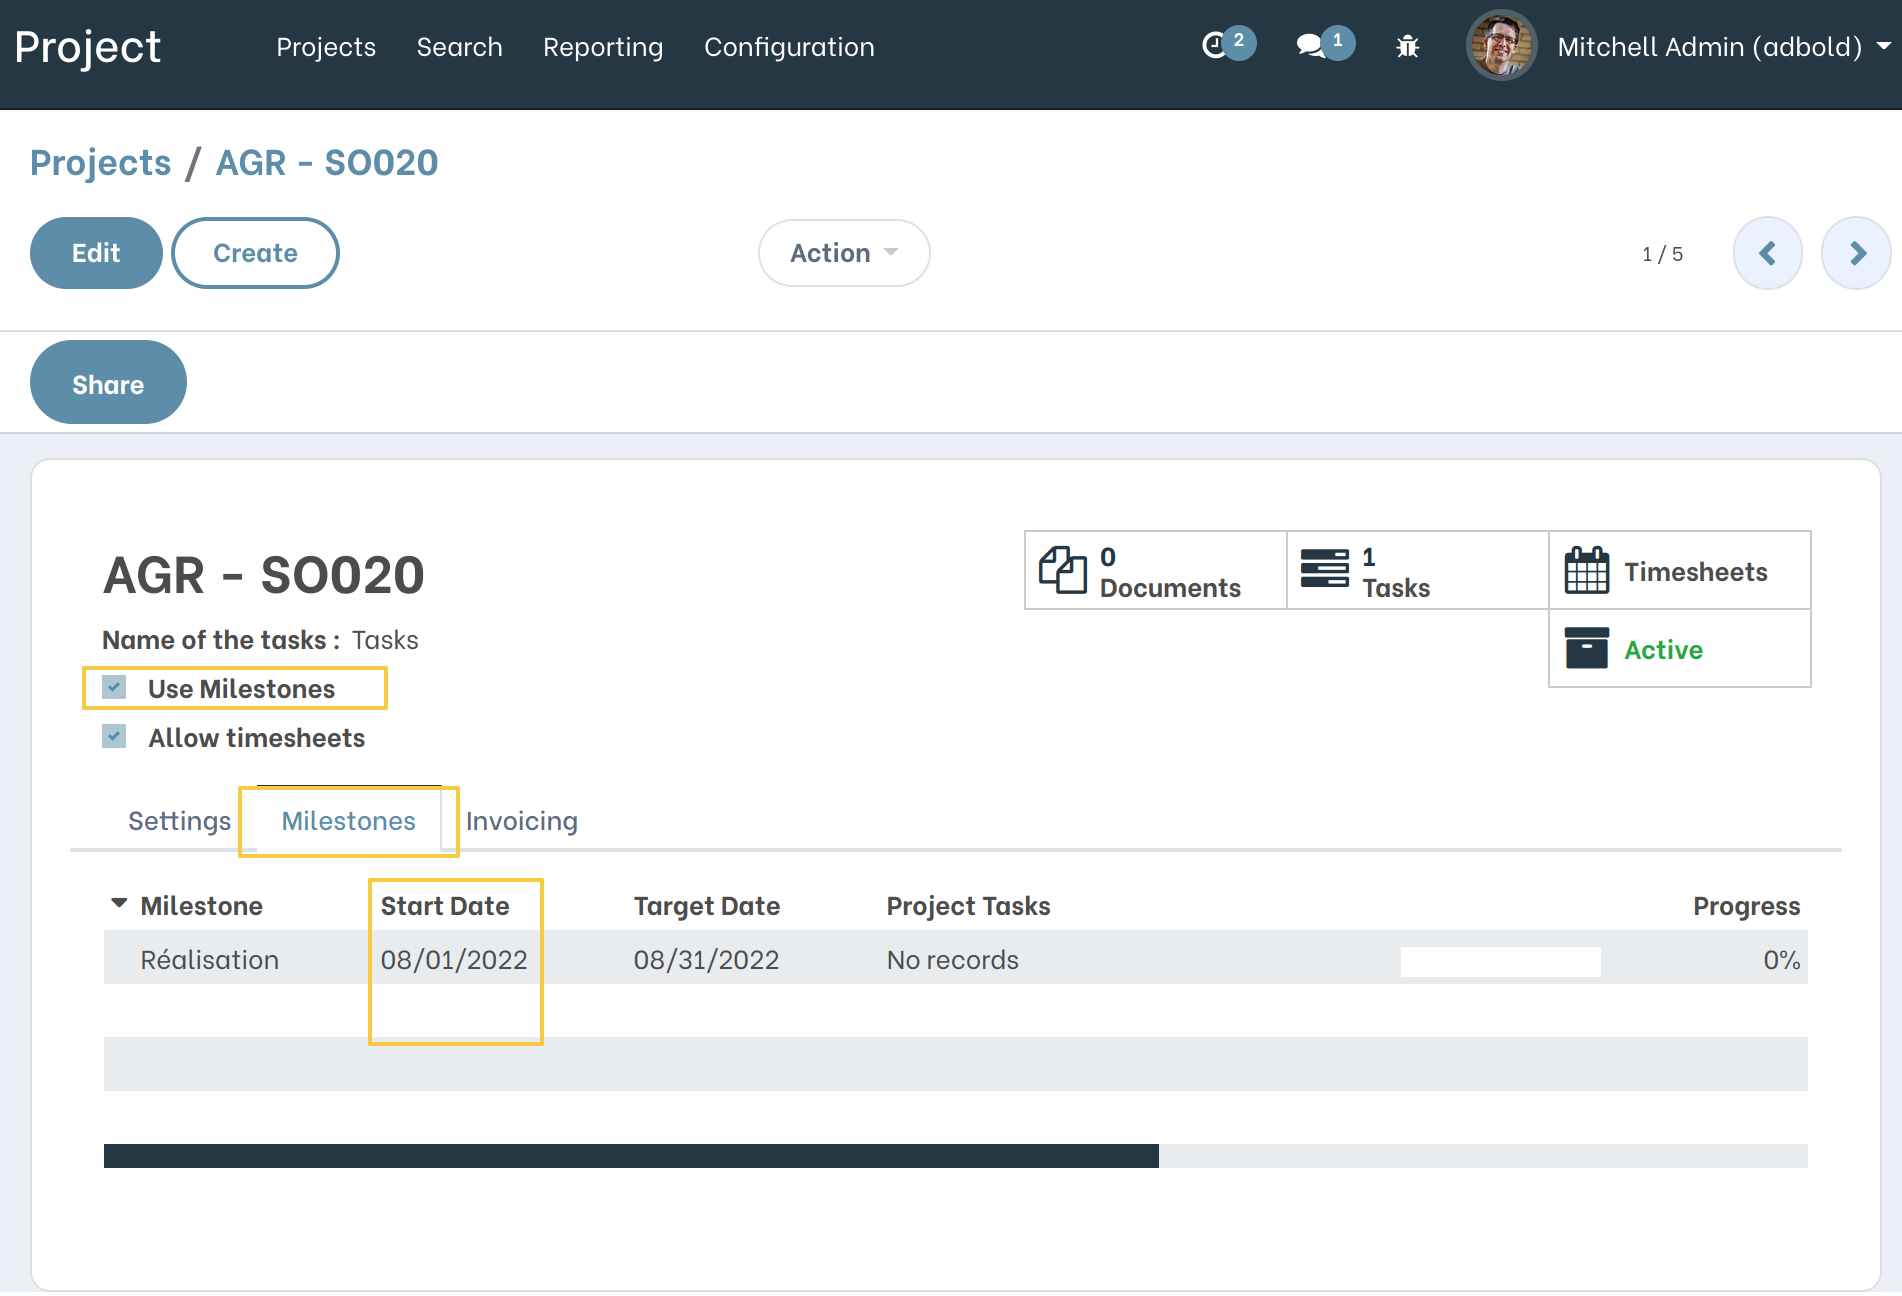 Project Projects Search Reporting Configuration 2 1 Mitchell Admin (adbold)
Projects / AGR - SO020
Edit Create Action 1 / 5
Share
AGR - SO020
0 Documents
1 Tasks
Timesheets
Active
Name of the tasks : Tasks
Use Milestones
Allow timesheets
Settings Milestones Invoicing
Milestone Start Date Target Date Project Tasks Progress
Réalisation 08/01/2022 08/31/2022 No records 0%